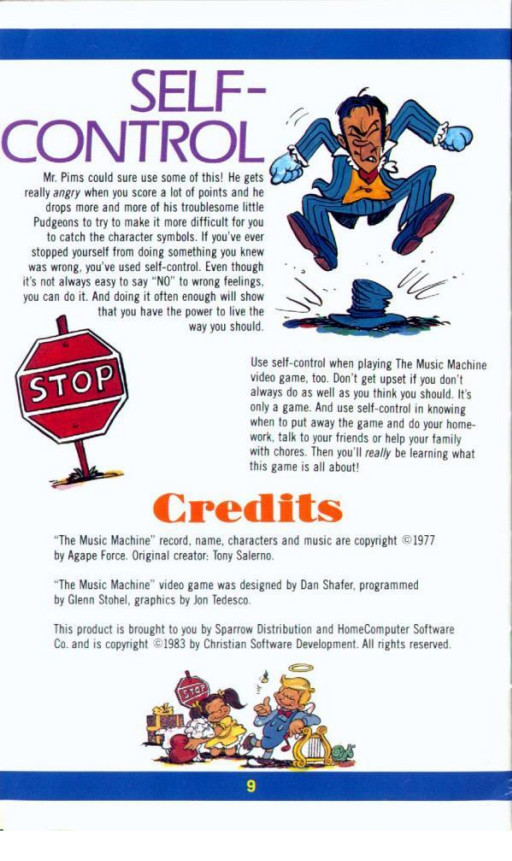 SELF-
CONTROL
Mr. Pims could sure use some of this! He gets
really angry when you score a lot of points and he
drops more and more of his troublesome little
Pudgeons to try to make it more difficult for you
to catch the character symbols. If you've ever
stopped yourself from doing something you knew
was wrong, you've used self-control. Even though
it's not always easy to say "NO" to wrong feelings,
you can do it. And doing it often enough will show
that you have the power to live the
way you should.
STOP
Use self-control when playing The Music Machine
video game, too. Don't get upset if you don't
always do as well as you think you should. It's
only a game. And use self-control in knowing
when to put away the game and do your home-
work, talk to your friends or help your family
with chores. Then you'll really be learning what
this game is all about!
Credits
"The Music Machine" record, name, characters and music are copyright ©1977
by Agape Force. Original creator: Tony Salerno.
"The Music Machine" video game was designed by Dan Shafer, programmed
by Glenn Stohel, graphics by Jon Tedesco.
This product is brought to you by Sparrow Distribution and HomeComputer Software
Co. and is copyright ©1983 by Christian Software Development. All rights reserved.
STOP
9